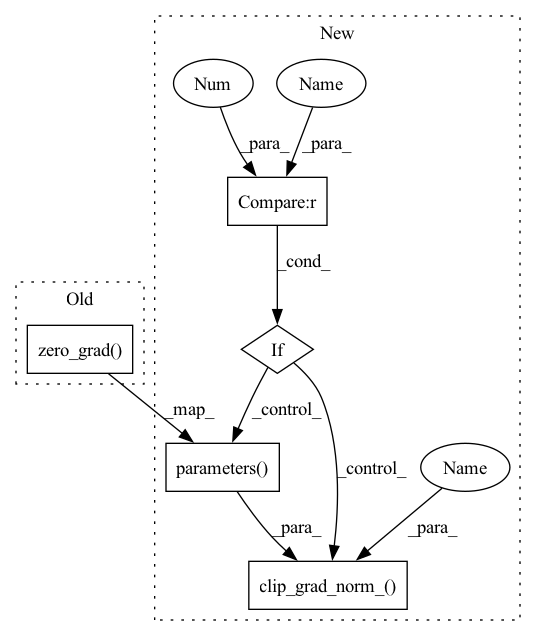 New
Num
Name
_para_
_para_
Compare:r
_cond_
Old
zero_grad()
If
_map_
_control_
_control_
parameters()
Name
_para_
_para_
clip_grad_norm_()